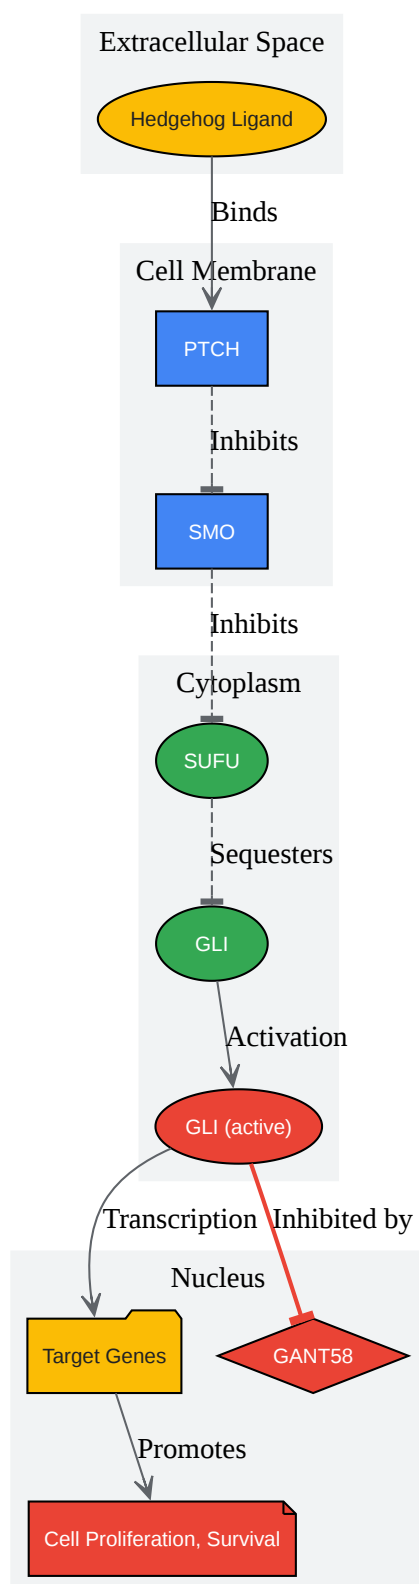 Extracellular Space
Hedgehog Ligand
Binds
Cell Membrane
PTCH
Inhibits
SMO
Inhibits
Cytoplasm
SUFU
Sequesters
GLI
Activation
GLI (active)
Transcription
Inhibited by
Nucleus
Target Genes
GANT58
Promotes
Cell Proliferation, Survival